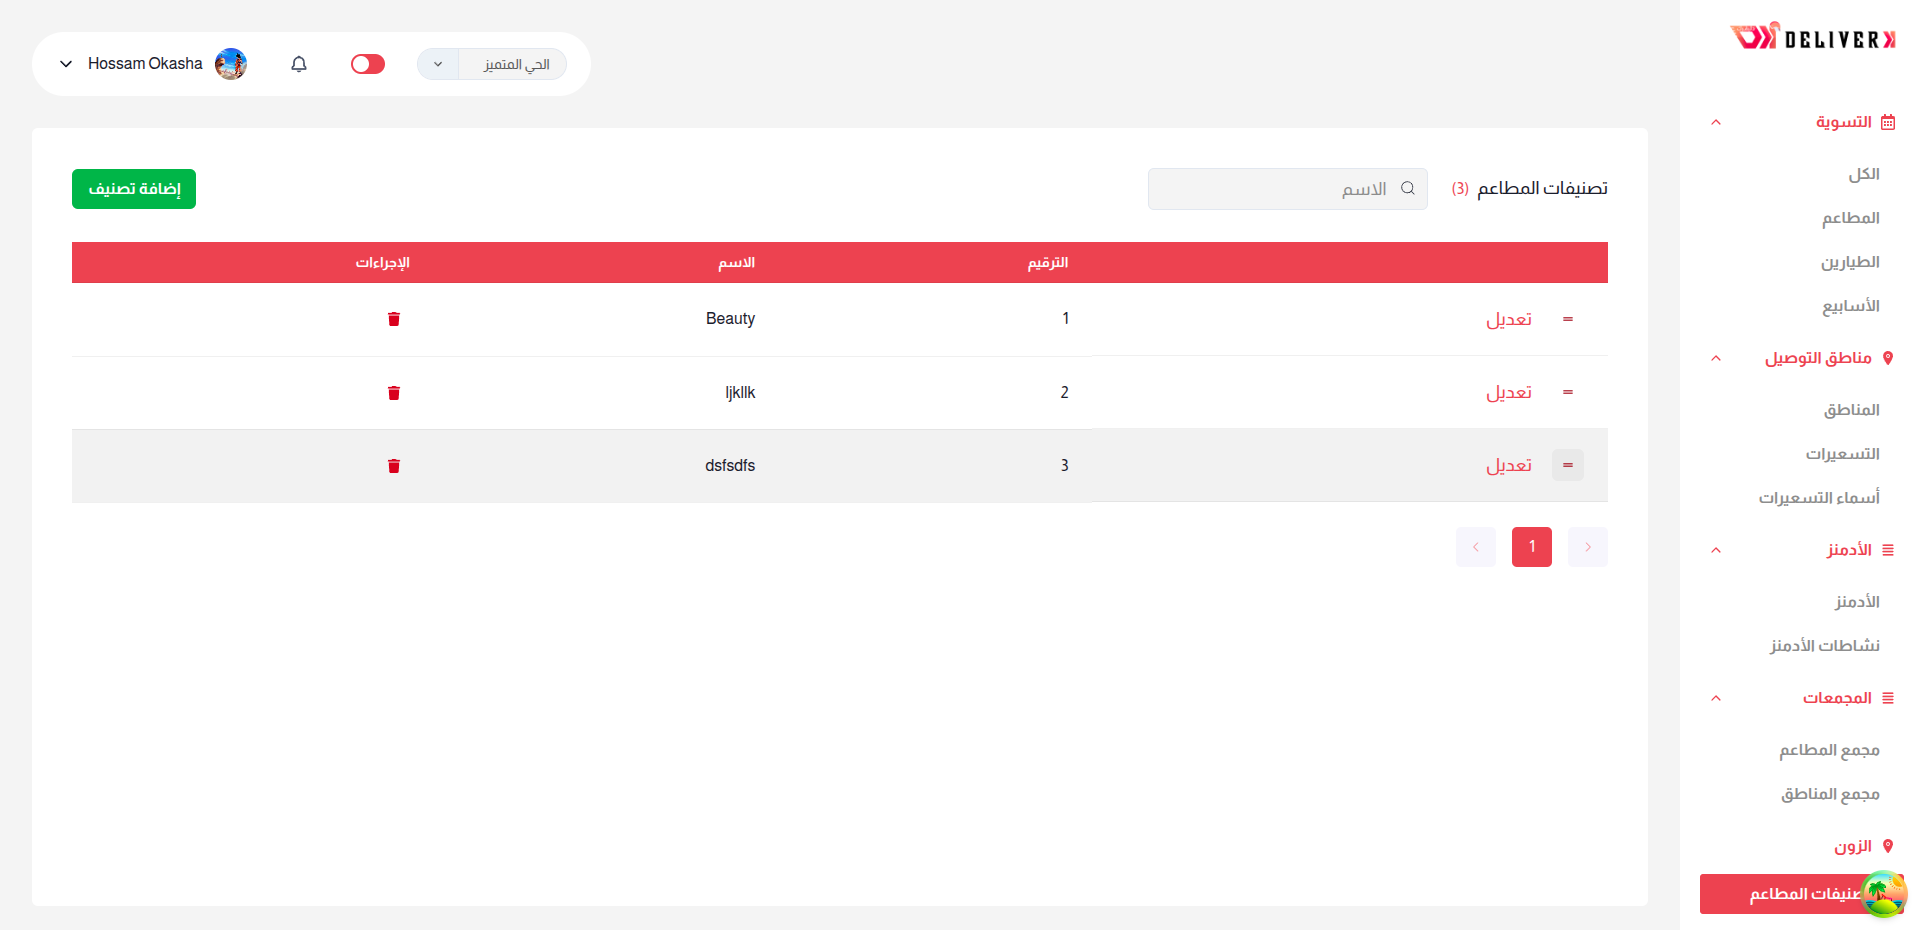 DELIVER
الحي المتميز
Hossam Okasha
التسوية
الكل
المطاعم
الطيارين
الأسابيع
مناطق التوصيل
المناطق
التسعيرات
أسماء التسعيرات
الأدمنز
الأدمنز
نشاطات الأدمنز
المجمعات
مجمع المطاعم
مجمع المناطق
الزون
المطاعم
تصنيفات المطاعم (3)
الاسم
إضافة تصنيف
الترقيم الاسم الإجراءات
تعديل 1 Beauty
تعديل 2 ljkllk
تعديل 3 dsfsdfs
1